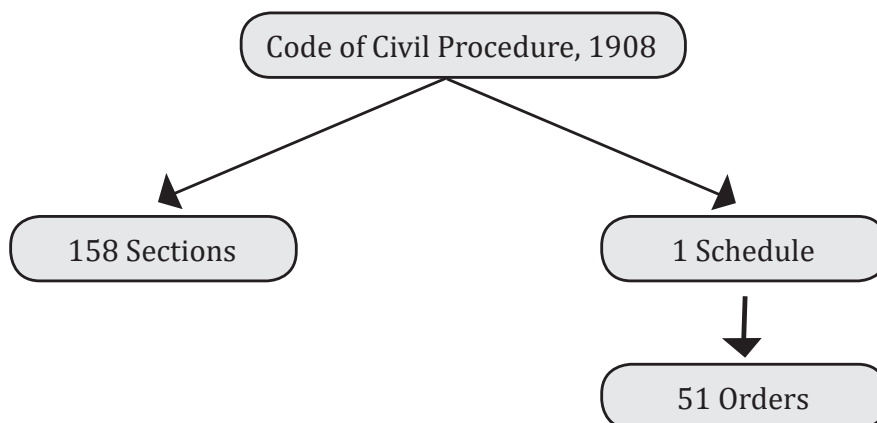 Code of Civil Procedure, 1908
158 Sections
1 Schedule
51 Orders